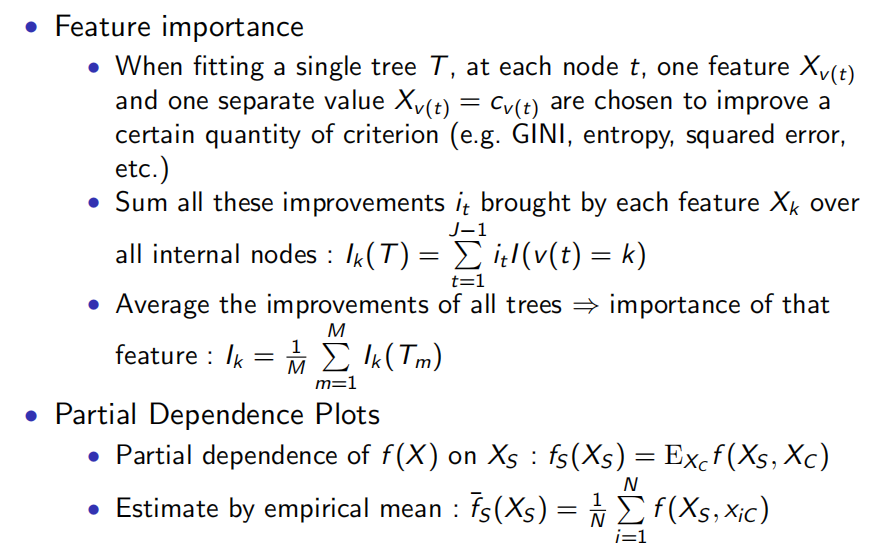 • Feature importance
• When fitting a single tree T, at each node t, one feature X_{v(t)}
and one separate value X_{v(t)} = c_{v(t)} are chosen to improve a
certain quantity of criterion (e.g. GINI, entropy, squared error,
etc.)
• Sum all these improvements i_t brought by each feature X_k over
all internal nodes : I_k(T) = \sum_{t=1}^{J−1} i_t I(v(t) = k)
• Average the improvements of all trees ⇒ importance of that
feature : I_k = \frac{1}{M} \sum_{m=1}^{M} I_k(T_m)
• Partial Dependence Plots
• Partial dependence of f(X) on X_S : f_S(X_S) = E_{X_C} f(X_S, X_C)
• Estimate by empirical mean : \bar{f}_S(X_S) = \frac{1}{N} \sum_{i=1}^{N} f(X_S, x_{iC})